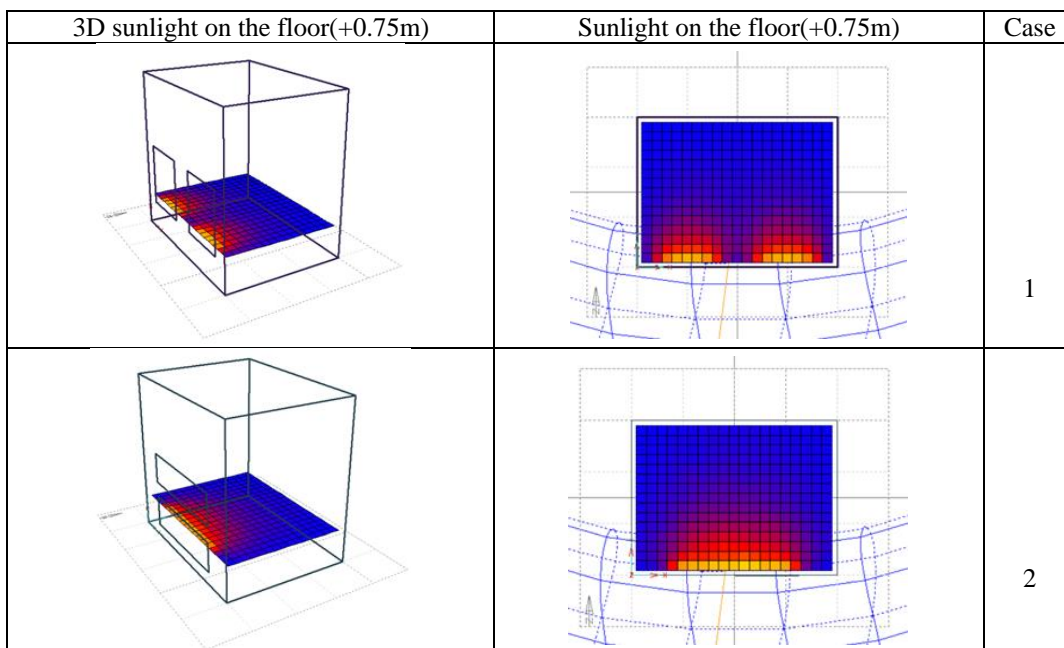 3D sunlight on the floor(+0.75m)
Sunlight on the floor(+0.75m)
Case
1
2